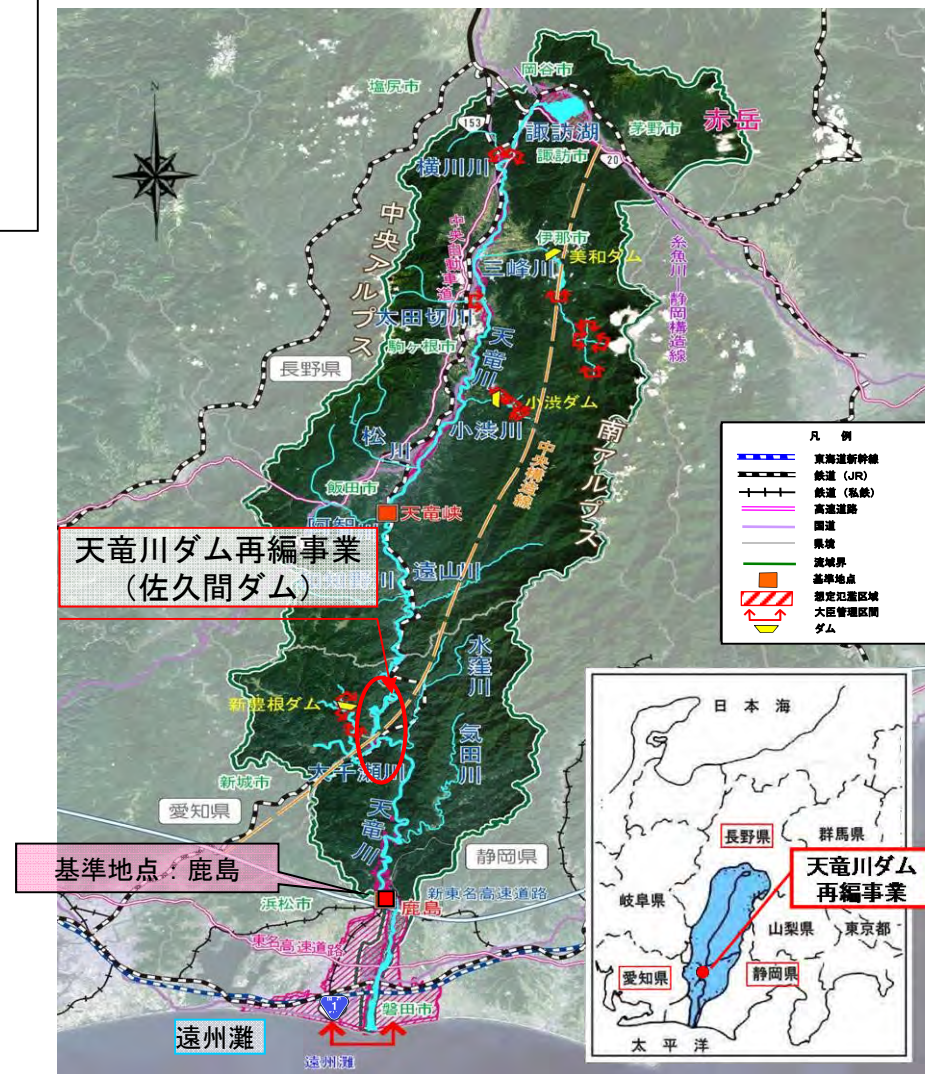 岡谷市
塩尻市
赤岳
153
諏訪湖
茅野市
諏訪市
20
横川川
中央アルプス
中央自動車道
伊那市
美和ダム
三峰川
糸魚川ー静岡構造線
太田切川
駒ヶ根市
天竜川
長野県
小渋ダム
小渋川
南アルプス
松川
中央構造線
飯田市
天竜峡
天竜川ダム再編事業
(佐久間ダム)
遠山川
水窪川
新豊根ダム
気田川
新城市
大千瀬川
愛知県
天竜川
静岡県
基準地点:鹿島
新東名高速道路
浜松市
鹿島
東名高速道路
1
磐田市
遠州灘
遠州灘
凡 例
東海道新幹線
鉄道(JR)
鉄道(私鉄)
高速道路
国道
県境
流域界
基準地点
想定氾濫区域
大臣管理区間
ダム
日本海
長野県
群馬県
天竜川ダム
再編事業
岐阜県
山梨県
東京都
愛知県
静岡県
太平洋